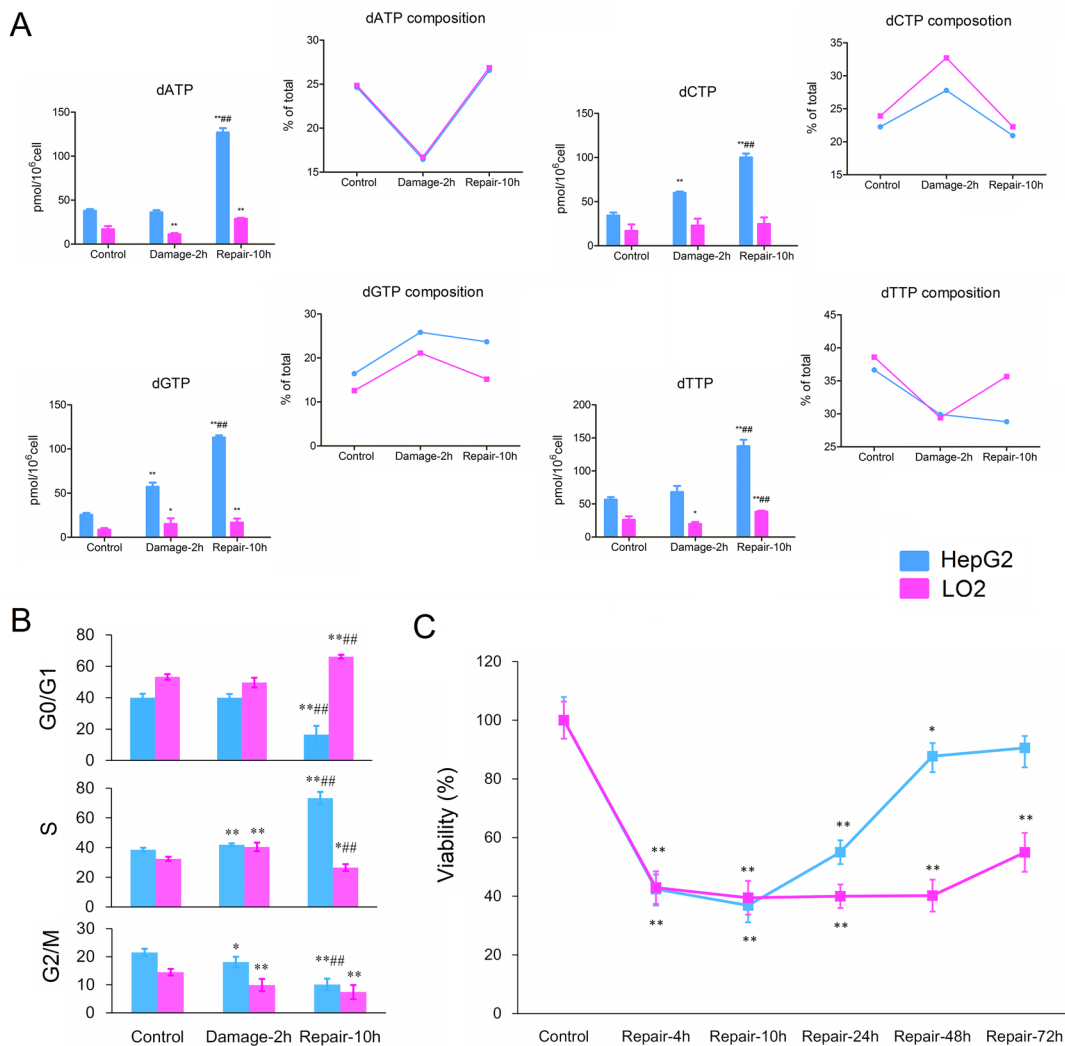 A
dATP
pmol/10⁶cell
150
100
50
0
**##
**
**
Control
Damage-2h
Repair-10h
dATP composition
% of total
30
25
20
15
Control
Damage-2h
Repair-10h
dCTP
pmol/10⁶cell
150
100
50
0
**
**##
Control
Damage-2h
Repair-10h
dCTP composotion
% of total
35
30
25
20
15
Control
Damage-2h
Repair-10h
dGTP
pmol/10⁶cell
150
100
50
0
**
*
**##
**
Control
Damage-2h
Repair-10h
dGTP composition
% of total
30
20
10
0
Control
Damage-2h
Repair-10h
dTTP
pmol/10⁶cell
200
150
100
50
0
*
**##
**##
Control
Damage-2h
Repair-10h
dTTP composition
% of total
45
40
35
30
25
Control
Damage-2h
Repair-10h
HepG2
LO2
B
G0/G1
80
60
40
20
0
**##
**##
S
80
60
40
20
0
**
**
**##
*##
G2/M
30
20
10
0
*
**
**##
**
Control
Damage-2h
Repair-10h
C
Viability (%)
120
100
80
60
40
20
0
**
**
**
**
**
**
*
**
**
Control
Repair-4h
Repair-10h
Repair-24h
Repair-48h
Repair-72h